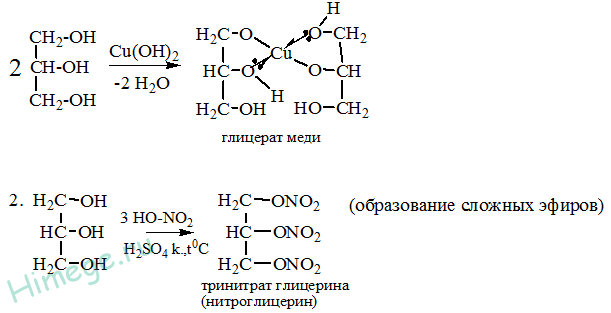 H
CH2-OH H2C-O O-CH2
2 CH-OH Cu(OH)2 Cu
-2 H2O HC-O O-CH
CH2-OH H
H2C-OH HO-CH2
глицерат меди
2. H2C-OH H2C-ONO2 (образование сложных эфиров)
3 HO-NO2
HC-OH HC-ONO2
H2SO4 k.,t⁰C
H2C-OH H2C-ONO2
тринитрат глицерина
(нитроглицерин)
Himege.ru